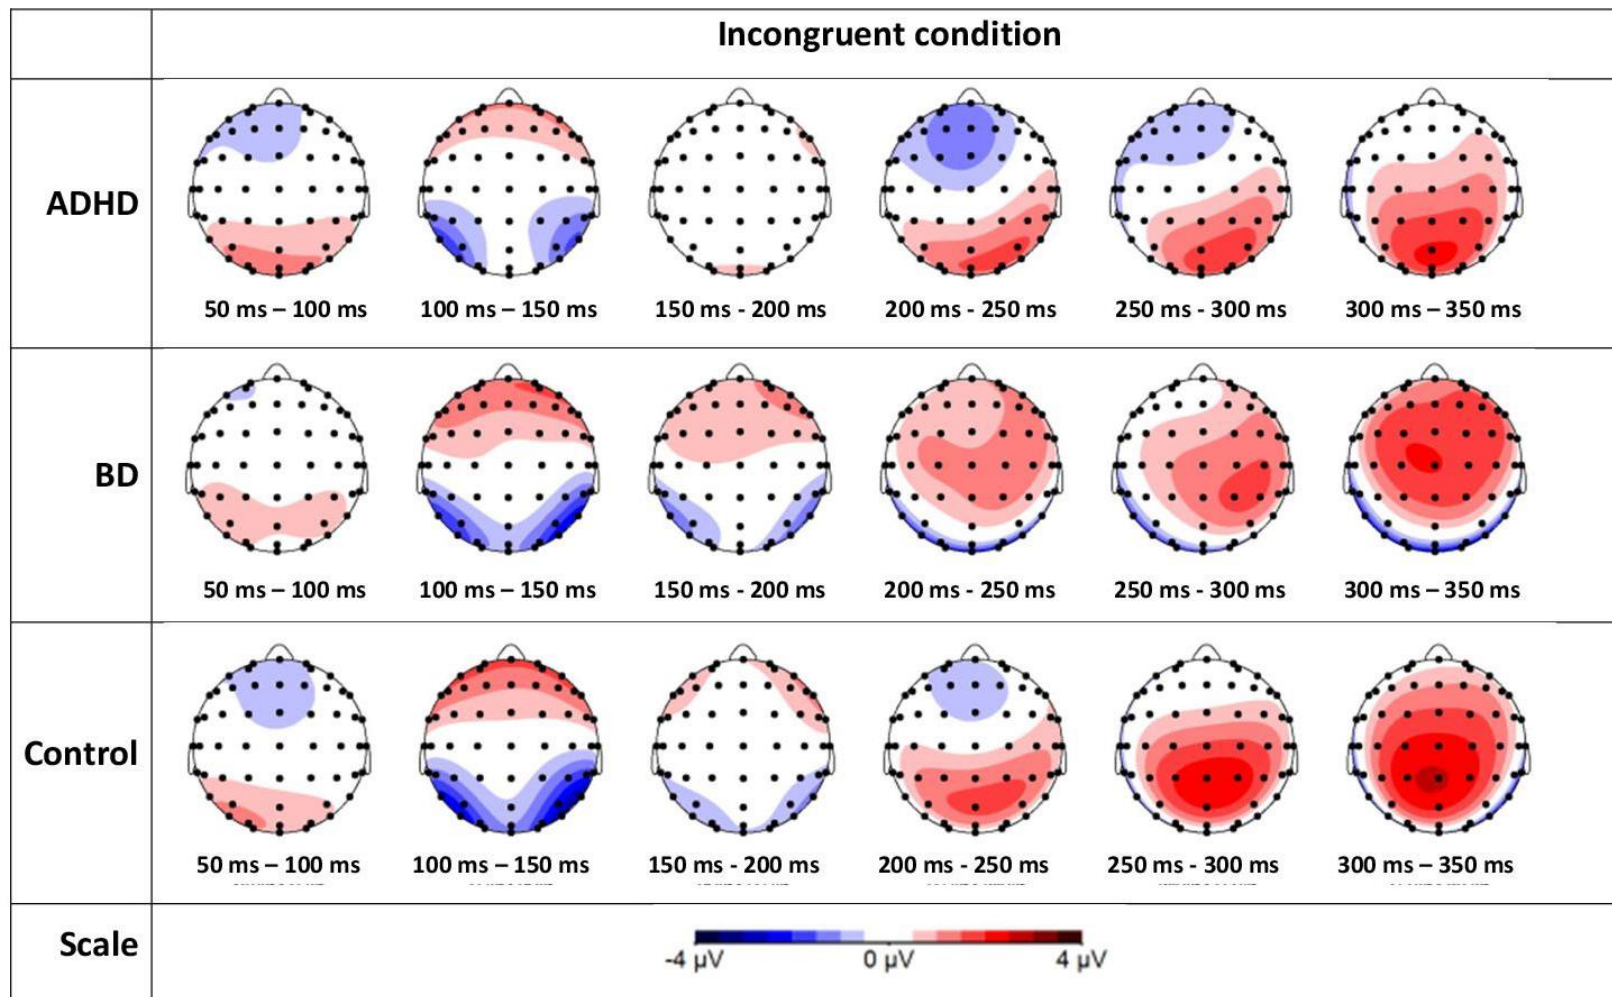 Incongruent condition
ADHD
50 ms – 100 ms
100 ms – 150 ms
150 ms - 200 ms
200 ms - 250 ms
250 ms - 300 ms
300 ms – 350 ms
BD
50 ms – 100 ms
100 ms – 150 ms
150 ms - 200 ms
200 ms - 250 ms
250 ms - 300 ms
300 ms – 350 ms
Control
50 ms – 100 ms
100 ms – 150 ms
150 ms - 200 ms
200 ms - 250 ms
250 ms - 300 ms
300 ms – 350 ms
Scale
-4 µV
0 µV
4 µV